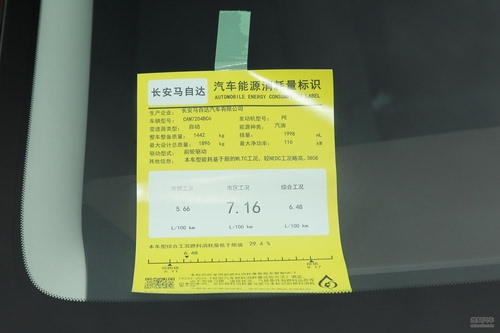 长安马自达
汽车能源消耗量标识
AUTOMOBILE ENERGY CONSUMPTION LABEL
生产企业: 长安马自达汽车有限公司
车辆型号: CAM7204BC6 发动机型号: PE
变速器类型: 自动 能源种类: 汽油
整车整备质量: 1442 kg 排量: 1998 mL
最大设计总质量: 1896 kg 最大净功率: 116 kW
驱动型式: 前轮驱动
其他信息: 本车型能耗基于新的WLTC工况,较NEDC工况略高。
市郊工况 市区工况 综合工况
5.66 7.16 6.48
L/100 km L/100 km L/100 km
本车型综合工况燃料消耗量低于限值 29.4 %
6.48